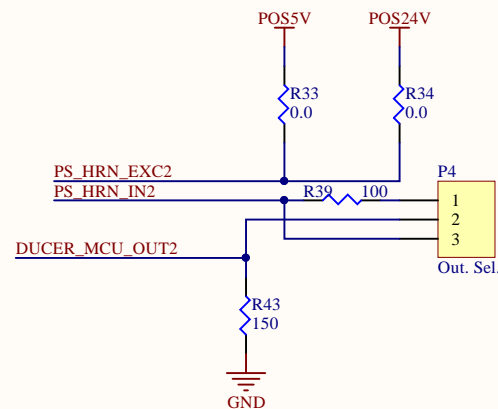 POS5V POS24V
R33 R34
0.0 0.0
PS_HRN_EXC2 P4
PS_HRN_IN2 R39 100 1
2
DUCER_MCU_OUT2 3
Out. Sel.
R43
150
GND